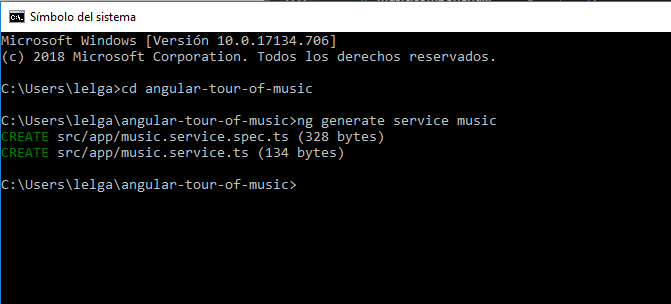 Símbolo del sistema
Microsoft Windows [Versión 10.0.17134.706]
(c) 2018 Microsoft Corporation. Todos los derechos reservados.
C:\Users\lelga>cd angular-tour-of-music
C:\Users\lelga\angular-tour-of-music>ng generate service music
CREATE src/app/music.service.spec.ts (328 bytes)
CREATE src/app/music.service.ts (134 bytes)
C:\Users\lelga\angular-tour-of-music>